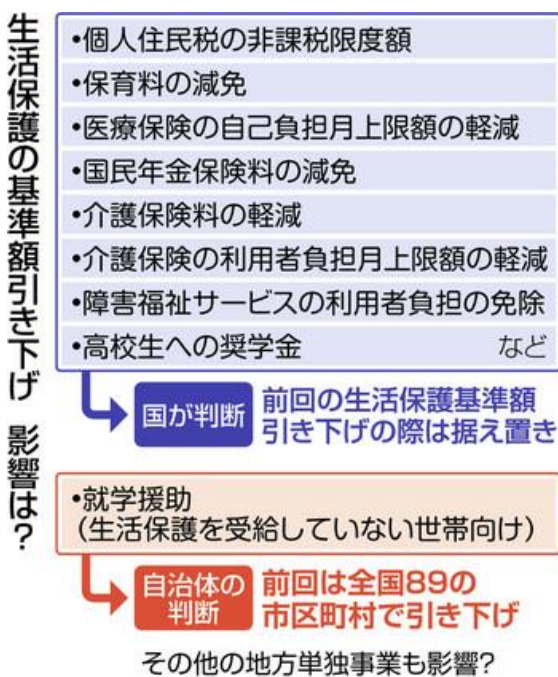 生活保護の基準額引き下げ 影響は?
•個人住民税の非課税限度額
•保育料の減免
•医療保険の自己負担月上限額の軽減
•国民年金保険料の減免
•介護保険料の軽減
•介護保険の利用者負担月上限額の軽減
•障害福祉サービスの利用者負担の免除
•高校生への奨学金 など
国が判断
前回の生活保護基準額
引き下げの際は据え置き
•就学援助
(生活保護を受給していない世帯向け)
自治体の
判断
前回は全国89の
市区町村で引き下げ
その他の地方単独事業も影響?